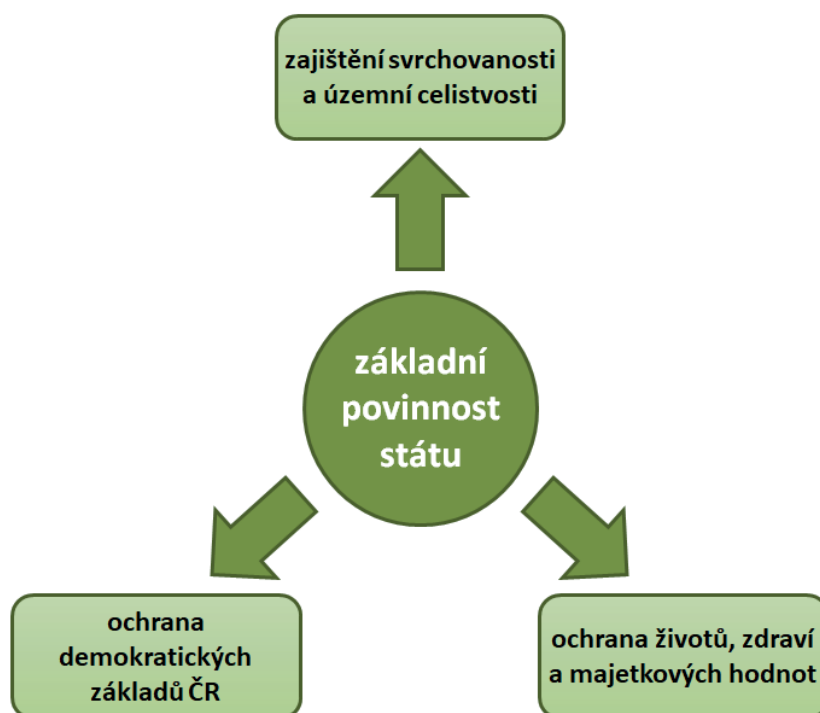 zajištění svrchovanosti
a územní celistvosti
základní
povinnost
státu
ochrana
demokratických
základů ČR
ochrana životů, zdraví
a majetkových hodnot